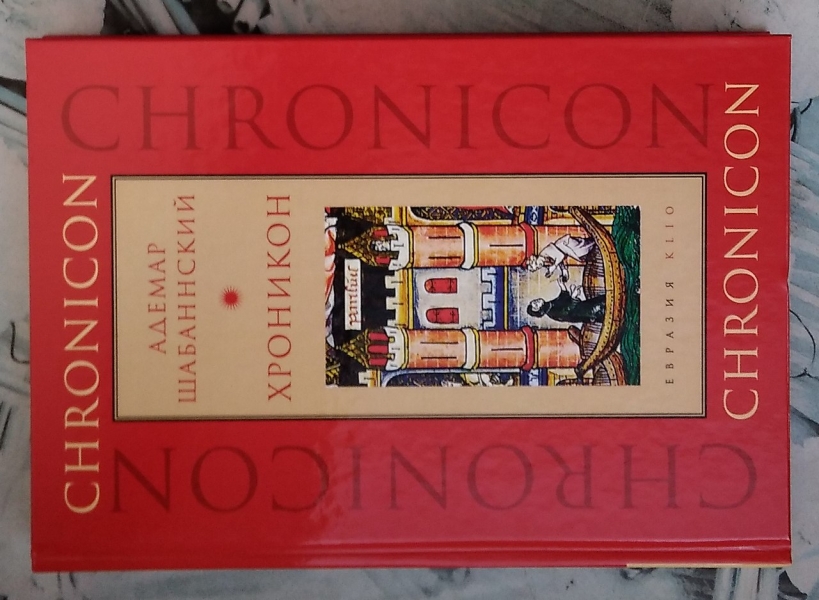 CHRONICON
АДЕМАР
ШАБАННСКИЙ
ХРОНИКОН
ЕВРАЗИЯ KLIO
CHRONICON
CHRONICON
CHRONICON